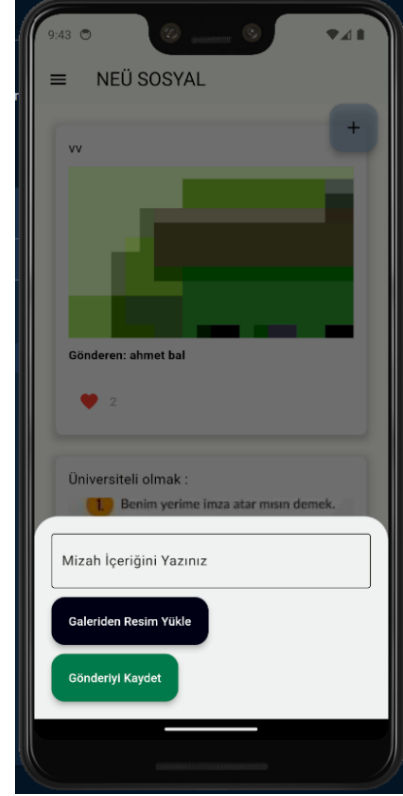 9:43
NEÜ SOSYAL
+
vv
Gönderen: ahmet bal
2
Üniversiteli olmak :
1. Benim yerime imza atar mısın demek.
Mizah İçeriğini Yazınız
Galeriden Resim Yükle
Gönderiyi Kaydet